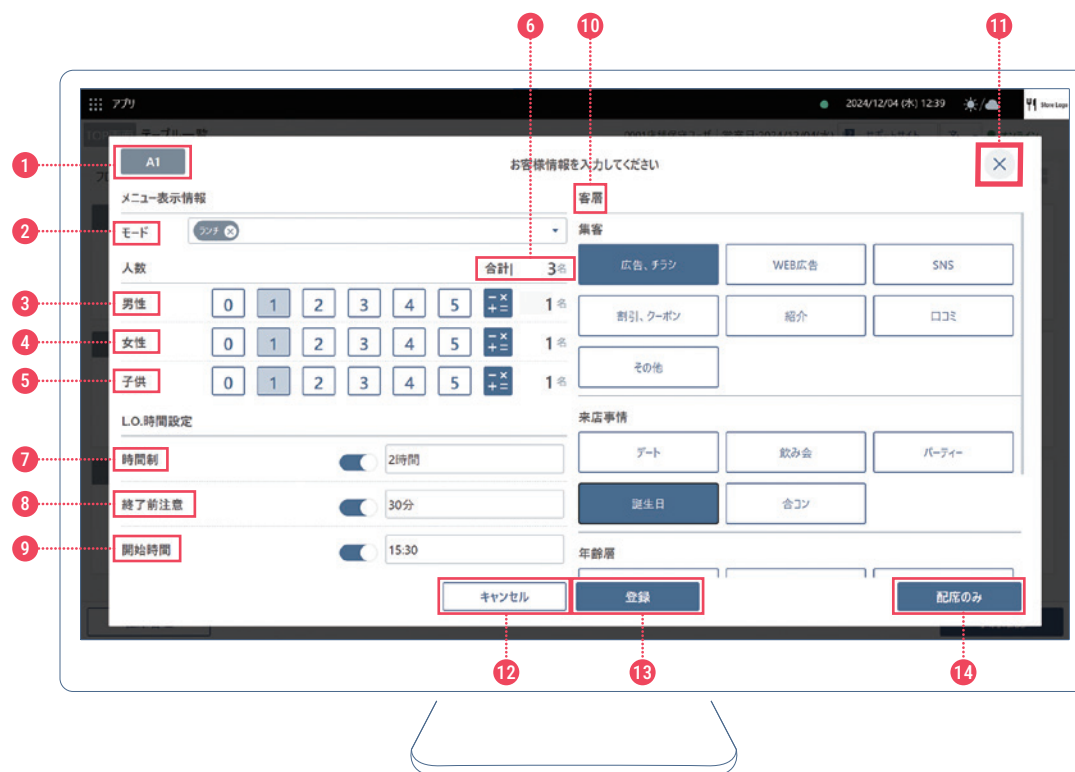 6
10
11
アプリ
2024/12/04 (水) 12:39
Store Logo
テーブル一覧
1
A1
お客様情報を入力してください
メニュー表示情報
客層
2
モード
ランチ
集客
人数
合計| 3名
広告、チラシ
WEB広告
SNS
3
男性
0 1 2 3 4 5
1名
割引、クーポン
紹介
口コミ
4
女性
0 1 2 3 4 5
1名
その他
5
子供
0 1 2 3 4 5
1名
L.O.時間設定
来店事情
7
時間制
2時間
デート
飲み会
パーティー
8
終了前注意
30分
誕生日
合コン
9
開始時間
15:30
年齢層
キャンセル
登録
配席のみ
12
13
14